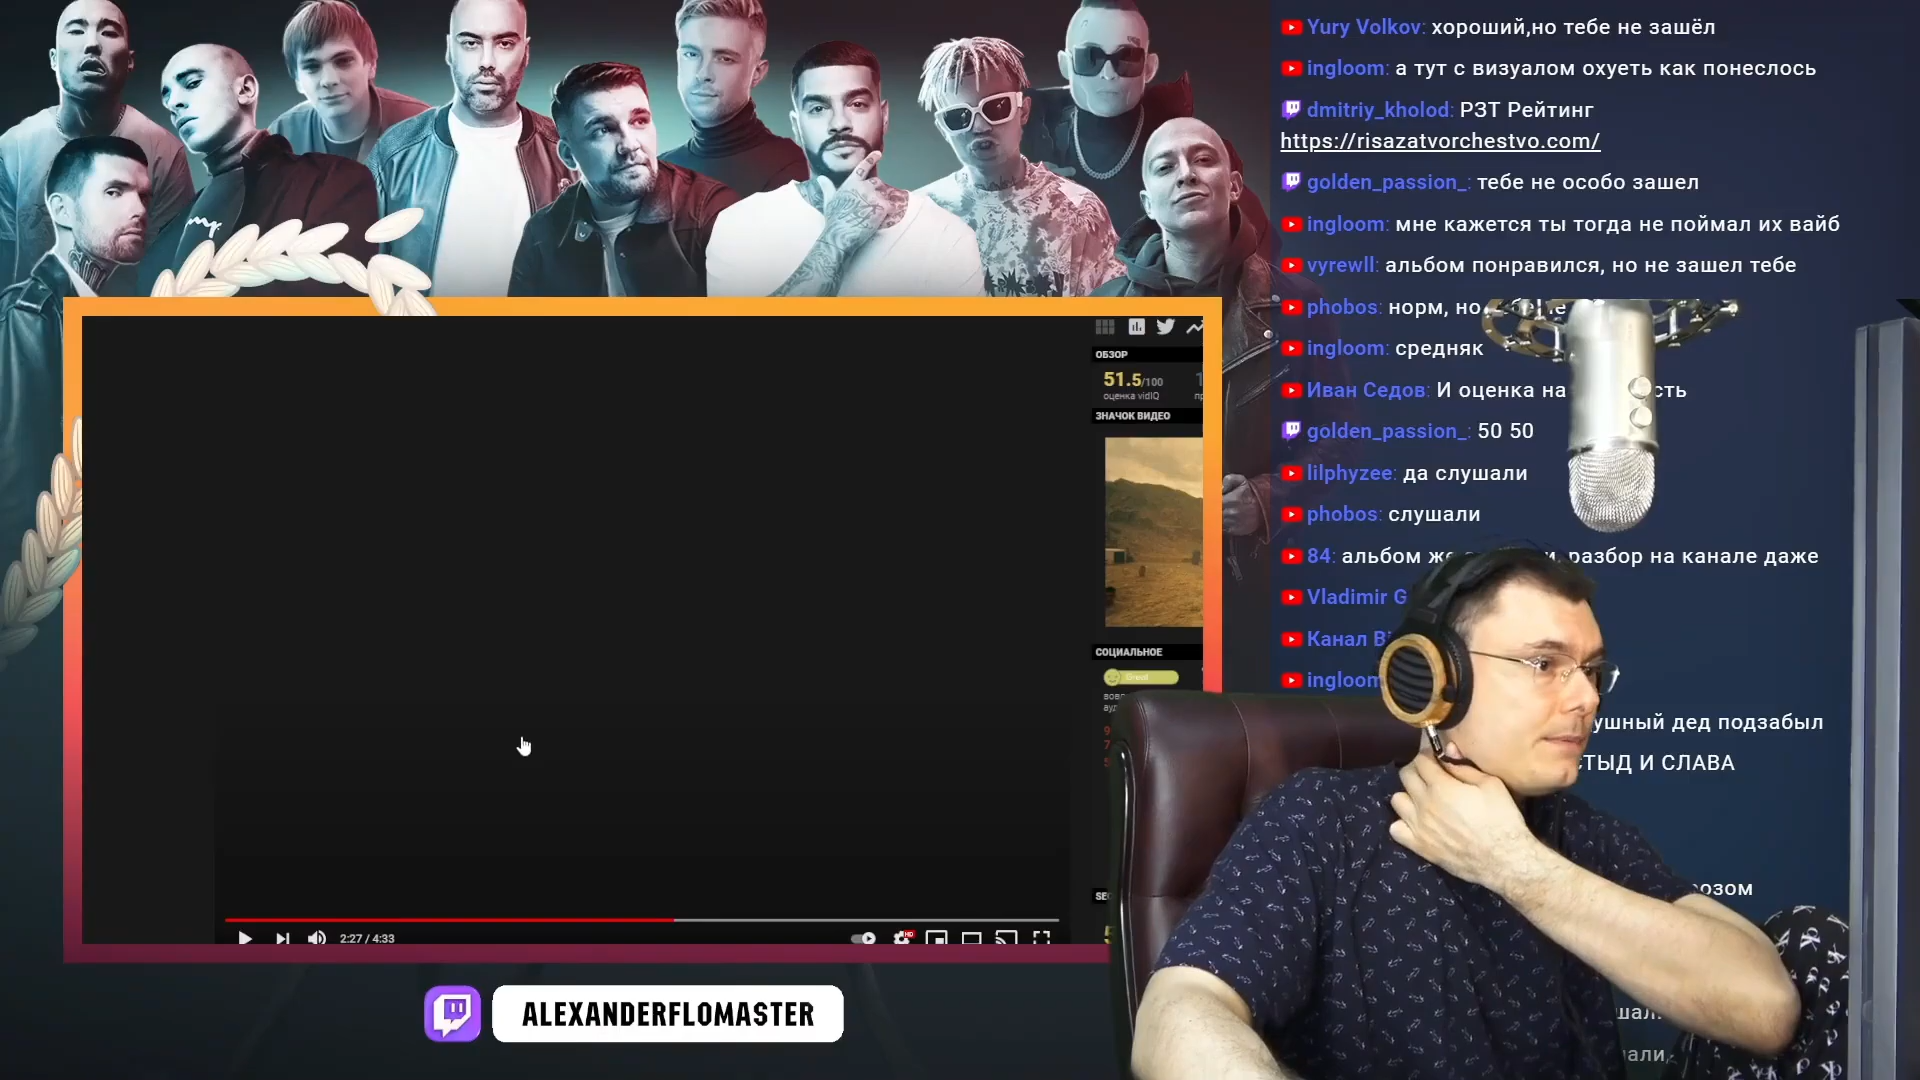 Yury Volkov: хороший,но тебе не зашёл
ingloom: а тут с визуалом охуеть как понеслось
dmitriy_kholod: РЗТ Рейтинг
https://risazatvorchestvo.com/
golden_passion_: тебе не особо зашел
ingloom: мне кажется ты тогда не поймал их вайб
vyrewll: альбом понравился, но не зашел тебе
phobos: норм, но
ingloom: средняк
Иван Седов: И оценка на
golden_passion_: 50 50
lilphyzee: да слушали
phobos: слушали
84: альбом же разбор на канале даже
Vladimir G
Канал
ingloom
дед подзабыл
СТЫД И СЛАВА
ОБЗОР
51.5/100
оценка vidIQ
ЗНАЧОК ВИДЕО
СОЦИАЛЬНОЕ
Great
2:27 / 4:33
HD
ALEXANDERFLOMASTER